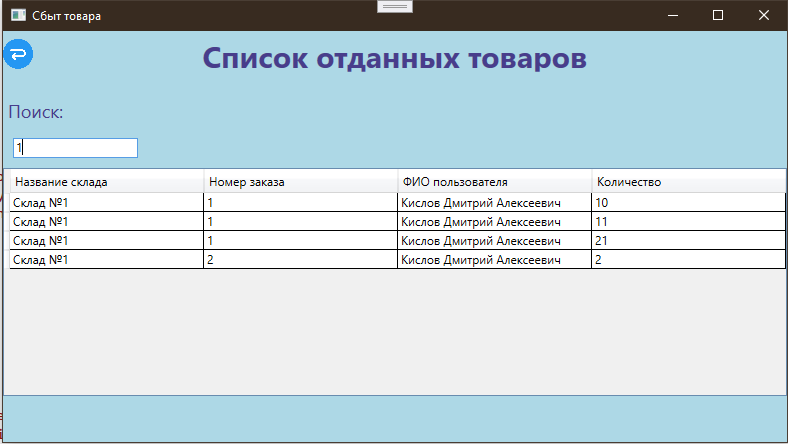 Сбыт товара
Список отданных товаров
Поиск:
1
Название склада Номер заказа ФИО пользователя Количество
Склад №1 1 Кислов Дмитрий Алексеевич 10
Склад №1 1 Кислов Дмитрий Алексеевич 11
Склад №1 1 Кислов Дмитрий Алексеевич 21
Склад №1 2 Кислов Дмитрий Алексеевич 2